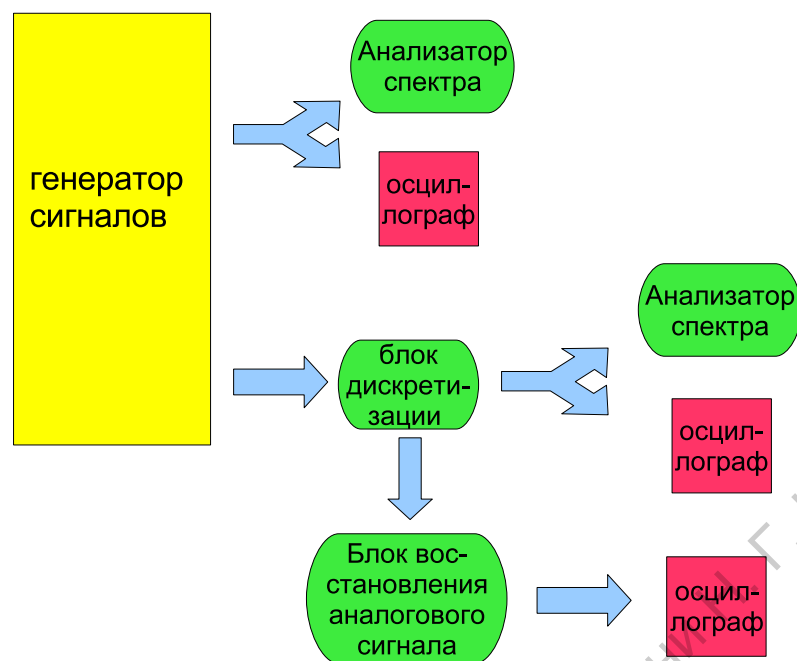 Анализатор
спектра
генератор
сигналов
осцил-
лограф
Анализатор
спектра
блок
дискрети-
зации
осцил-
лограф
Блок вос-
становления
аналогового
сигнала
осцил-
лограф